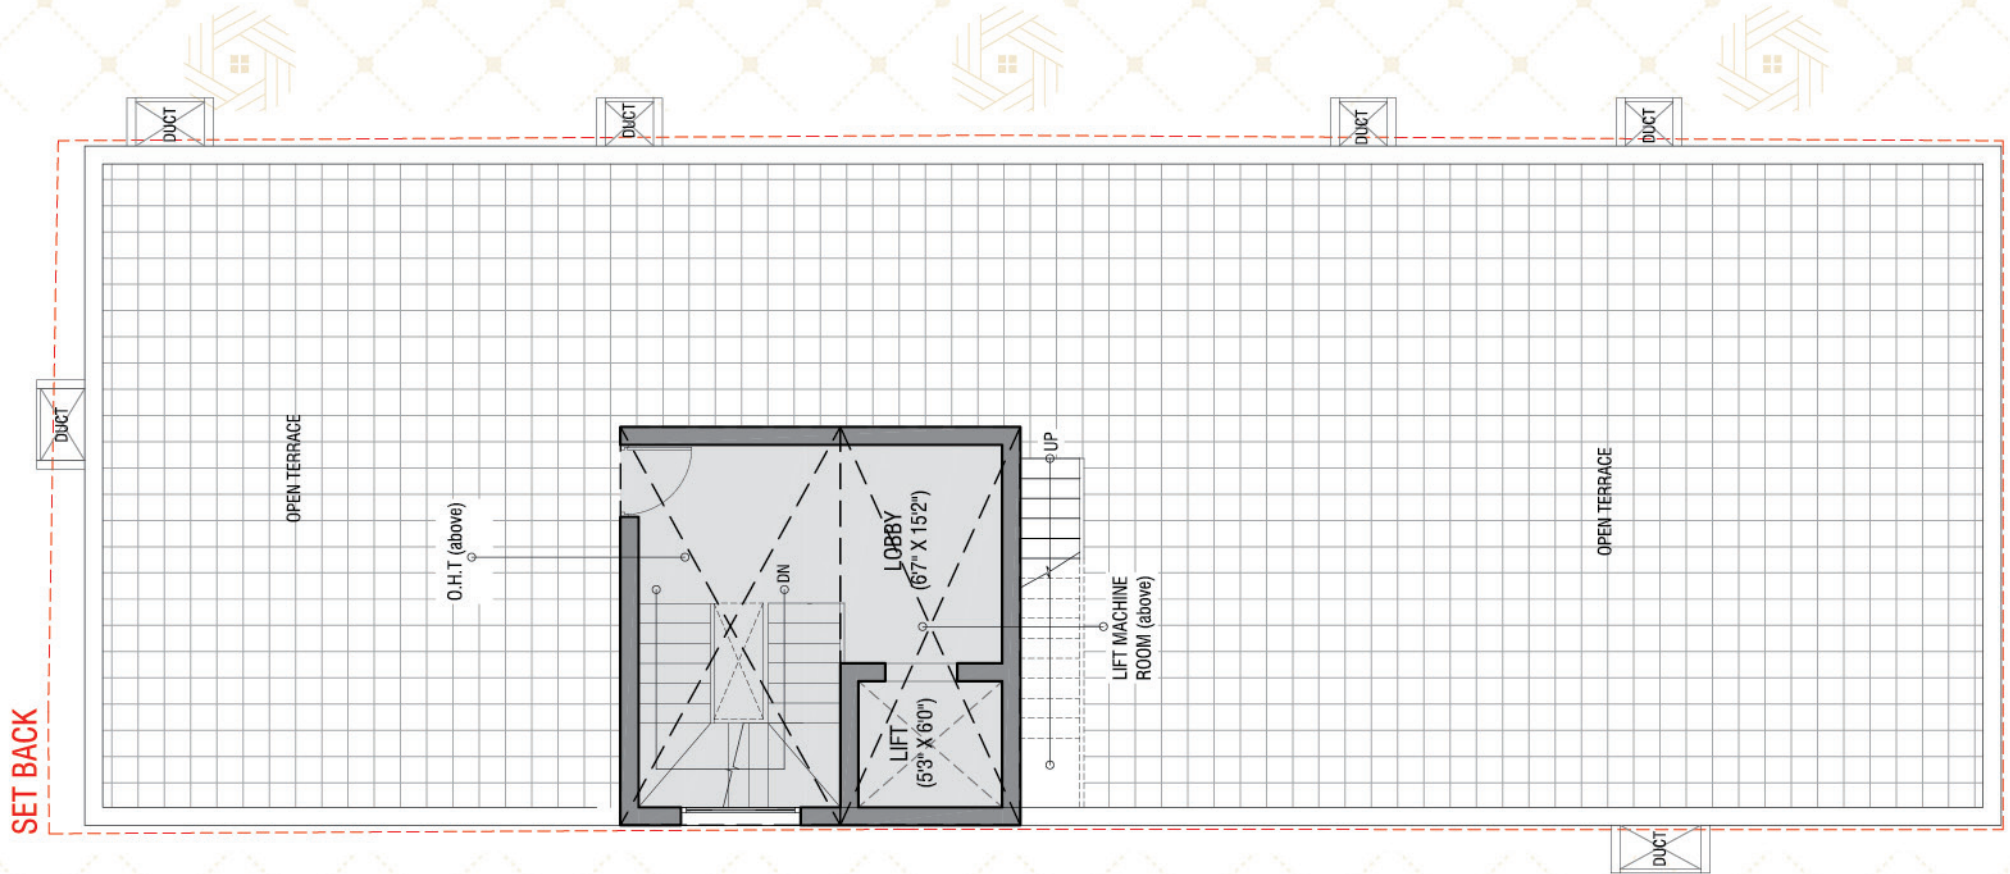 DUCT
DUCT
DUCT
DUCT
DUCT
OPEN TERRACE
O.H.T (above)
DN
LOBBY
(6'7" X 15'2")
UP
LIFT MACHINE
ROOM (above)
LIFT
(5'3" X 6'0")
OPEN TERRACE
SET BACK
DUCT